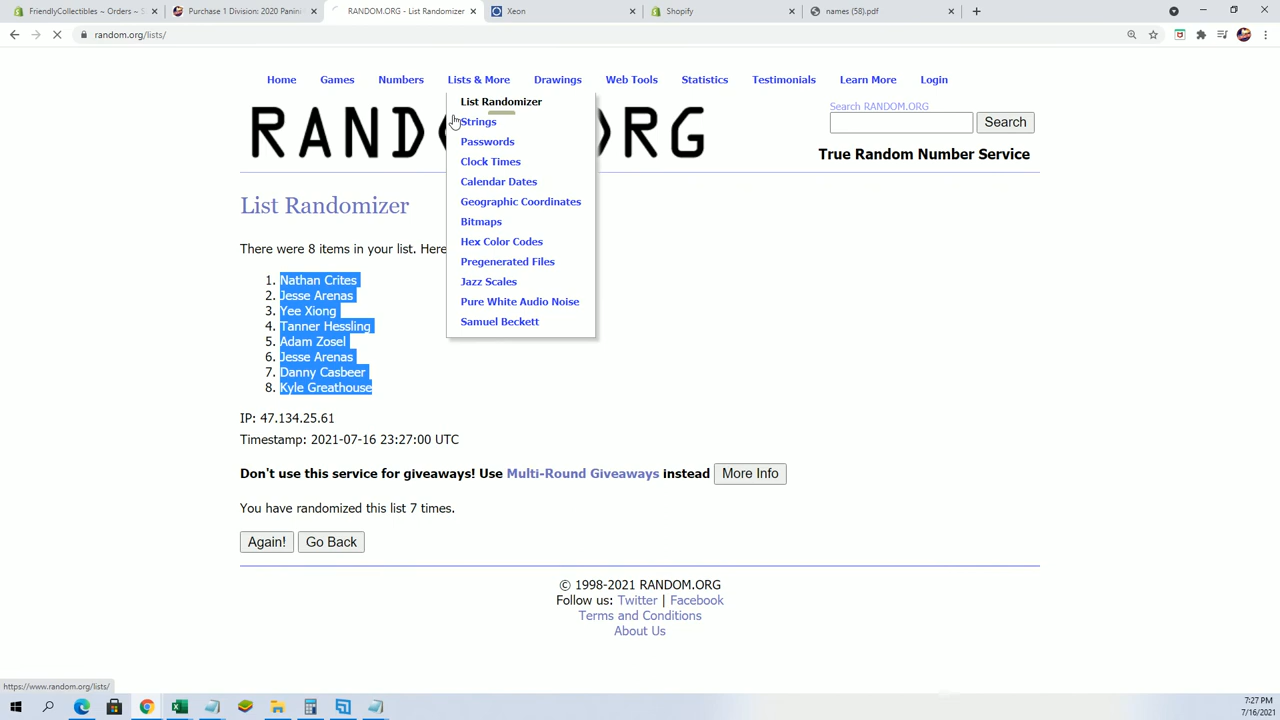 FriendlyCollectibles ~ Orders ~ S
Purchase 1 Division: 2020 Panini
RANDOM.ORG - List Randomizer
Xeon
Shopify
names (58).pdf
random.org/lists/
Home Games Numbers Lists & More Drawings Web Tools Statistics Testimonials Learn More Login
List Randomizer
Strings
Passwords
Clock Times
Calendar Dates
Geographic Coordinates
Bitmaps
Hex Color Codes
Pregenerated Files
Jazz Scales
Pure White Audio Noise
Samuel Beckett
Search RANDOM.ORG
Search
True Random Number Service
List Randomizer
There were 8 items in your list. Here
1. Nathan Crites
2. Jesse Arenas
3. Yee Xiong
4. Tanner Hessling
5. Adam Zosel
6. Jesse Arenas
7. Danny Casbeer
8. Kyle Greathouse
IP: 47.134.25.61
Timestamp: 2021-07-16 23:27:00 UTC
Don't use this service for giveaways! Use Multi-Round Giveaways instead More Info
You have randomized this list 7 times.
Again! Go Back
© 1998-2021 RANDOM.ORG
Follow us: Twitter | Facebook
Terms and Conditions
About Us
https://www.random.org/lists/
7:27 PM
7/16/2021